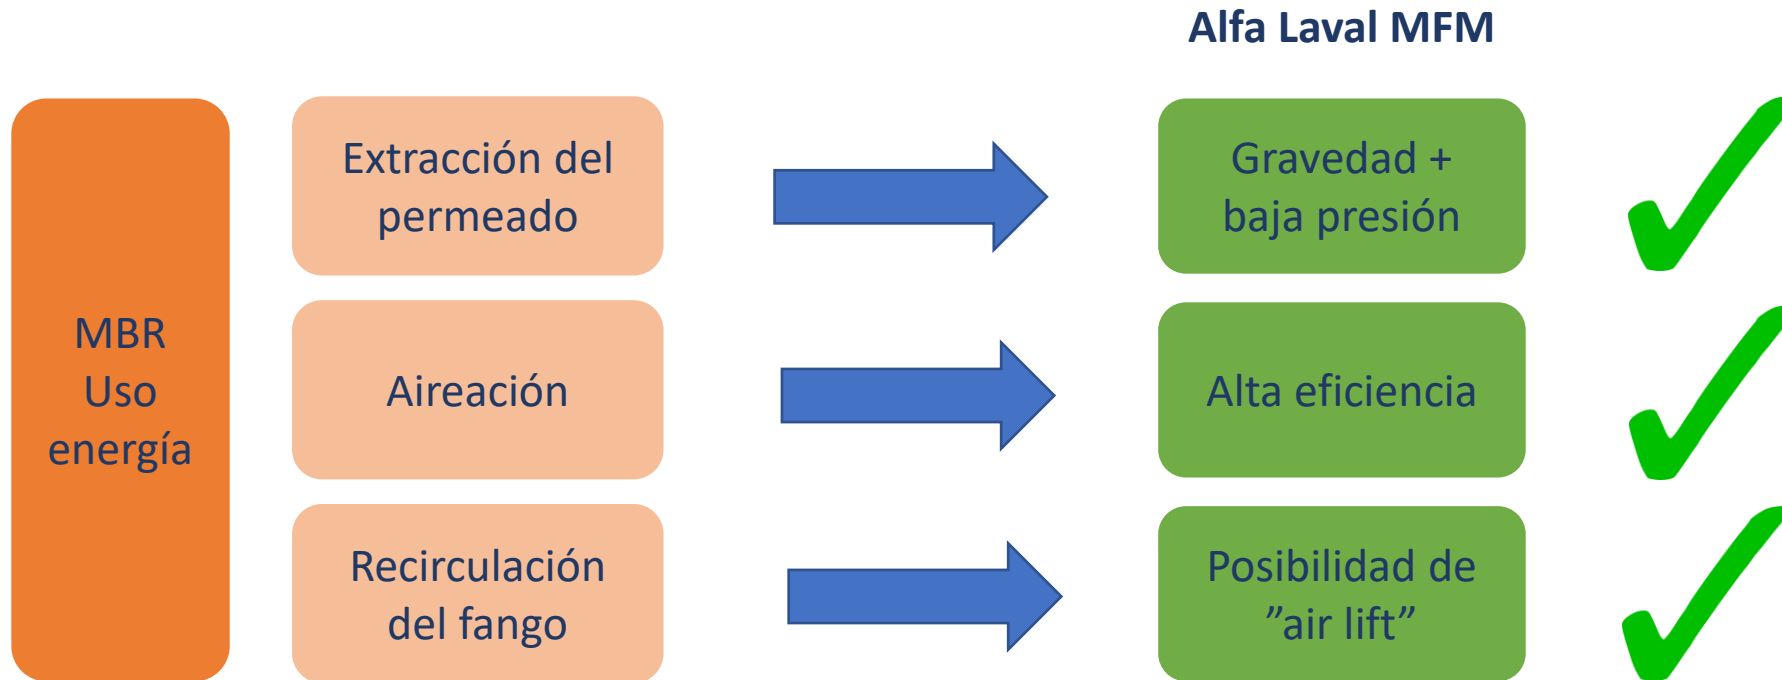 Alfa Laval MFM
MBR
Uso
energía
Extracción del
permeado
Gravedad +
baja presión
Aireación
Alta eficiencia
Recirculación
del fango
Posibilidad de
”air lift”